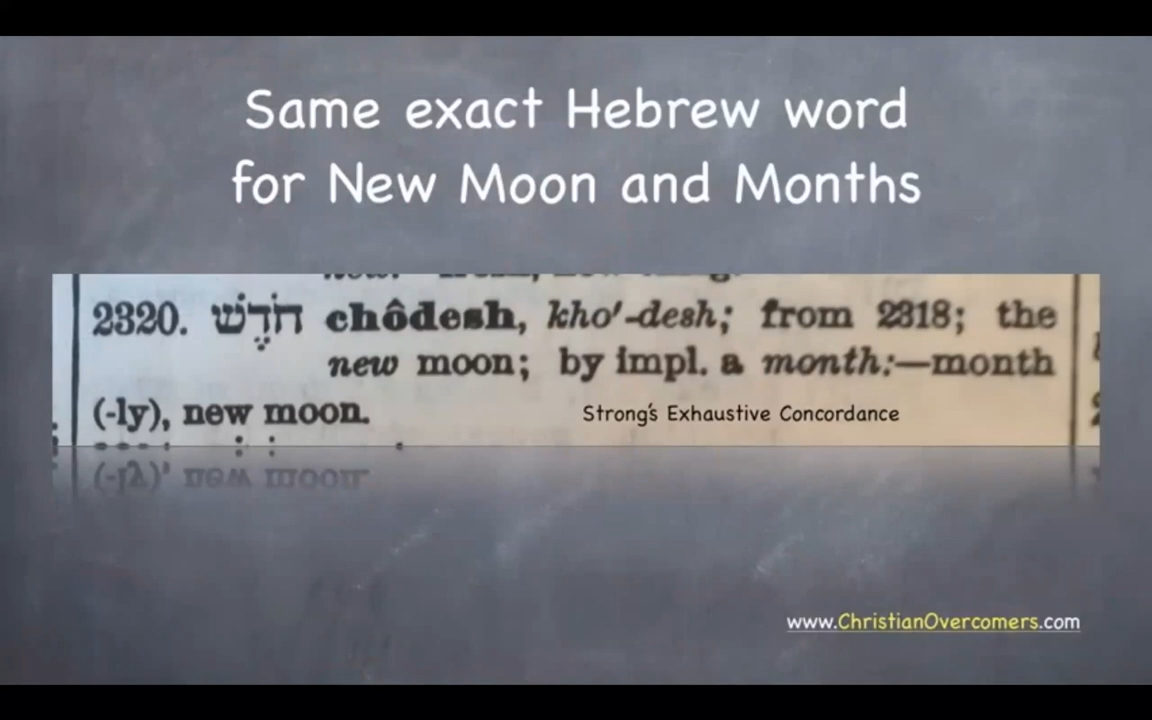 Same exact Hebrew word
for New Moon and Months
2320. חֹדֶשׁ chôdesh, kho'-desh; from 2318; the
new moon; by impl. a month:—month
(-ly), new moon.
Strong's Exhaustive Concordance
www.ChristianOvercomers.com